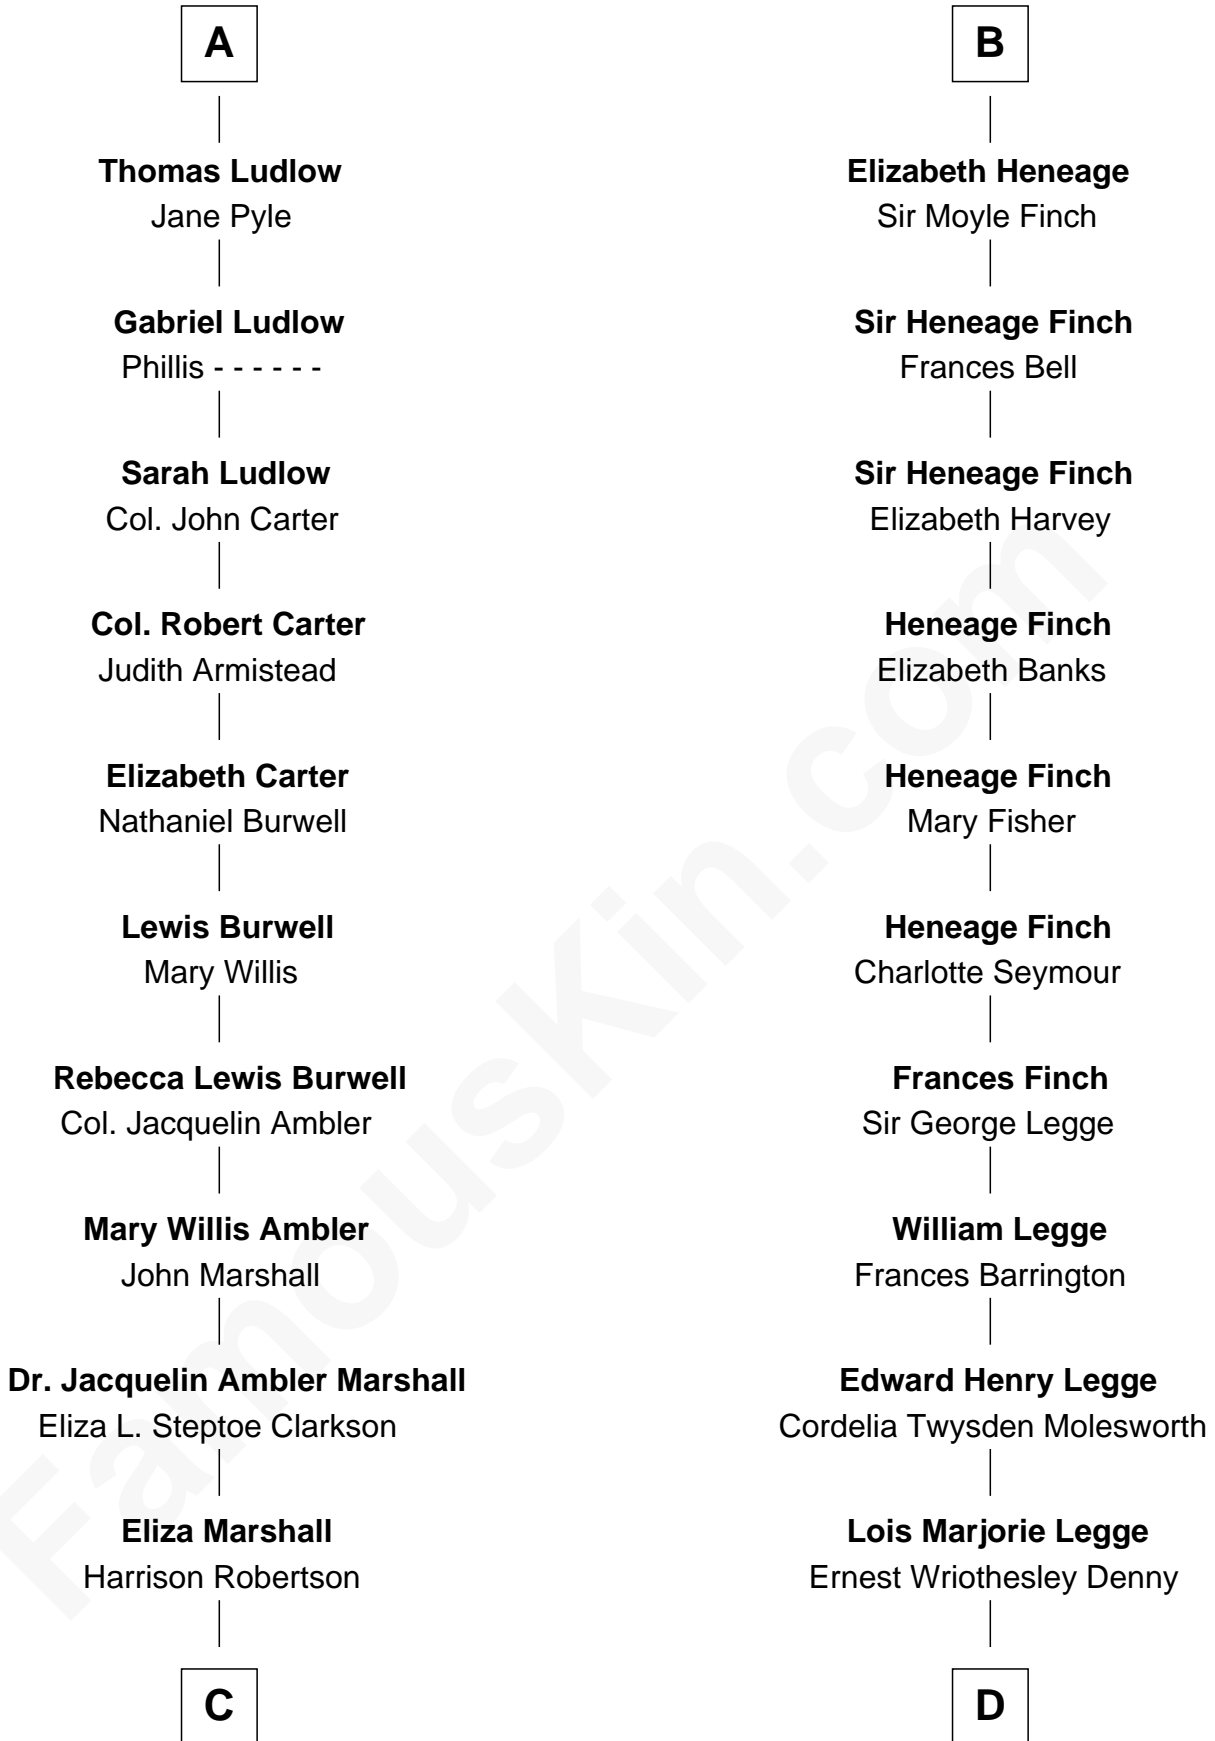 A
Thomas Ludlow
Jane Pyle
Gabriel Ludlow
Phillis - - - - - -
Sarah Ludlow
Col. John Carter
Col. Robert Carter
Judith Armistead
Elizabeth Carter
Nathaniel Burwell
Lewis Burwell
Mary Willis
Rebecca Lewis Burwell
Col. Jacquelin Ambler
Mary Willis Ambler
John Marshall
Dr. Jacquelin Ambler Marshall
Eliza L. Steptoe Clarkson
Eliza Marshall
Harrison Robertson
C
B
Elizabeth Heneage
Sir Moyle Finch
Sir Heneage Finch
Frances Bell
Sir Heneage Finch
Elizabeth Harvey
Heneage Finch
Elizabeth Banks
Heneage Finch
Mary Fisher
Heneage Finch
Charlotte Seymour
Frances Finch
Sir George Legge
William Legge
Frances Barrington
Edward Henry Legge
Cordelia Twysden Molesworth
Lois Marjorie Legge
Ernest Wriothesley Denny
D
FamousKin.com